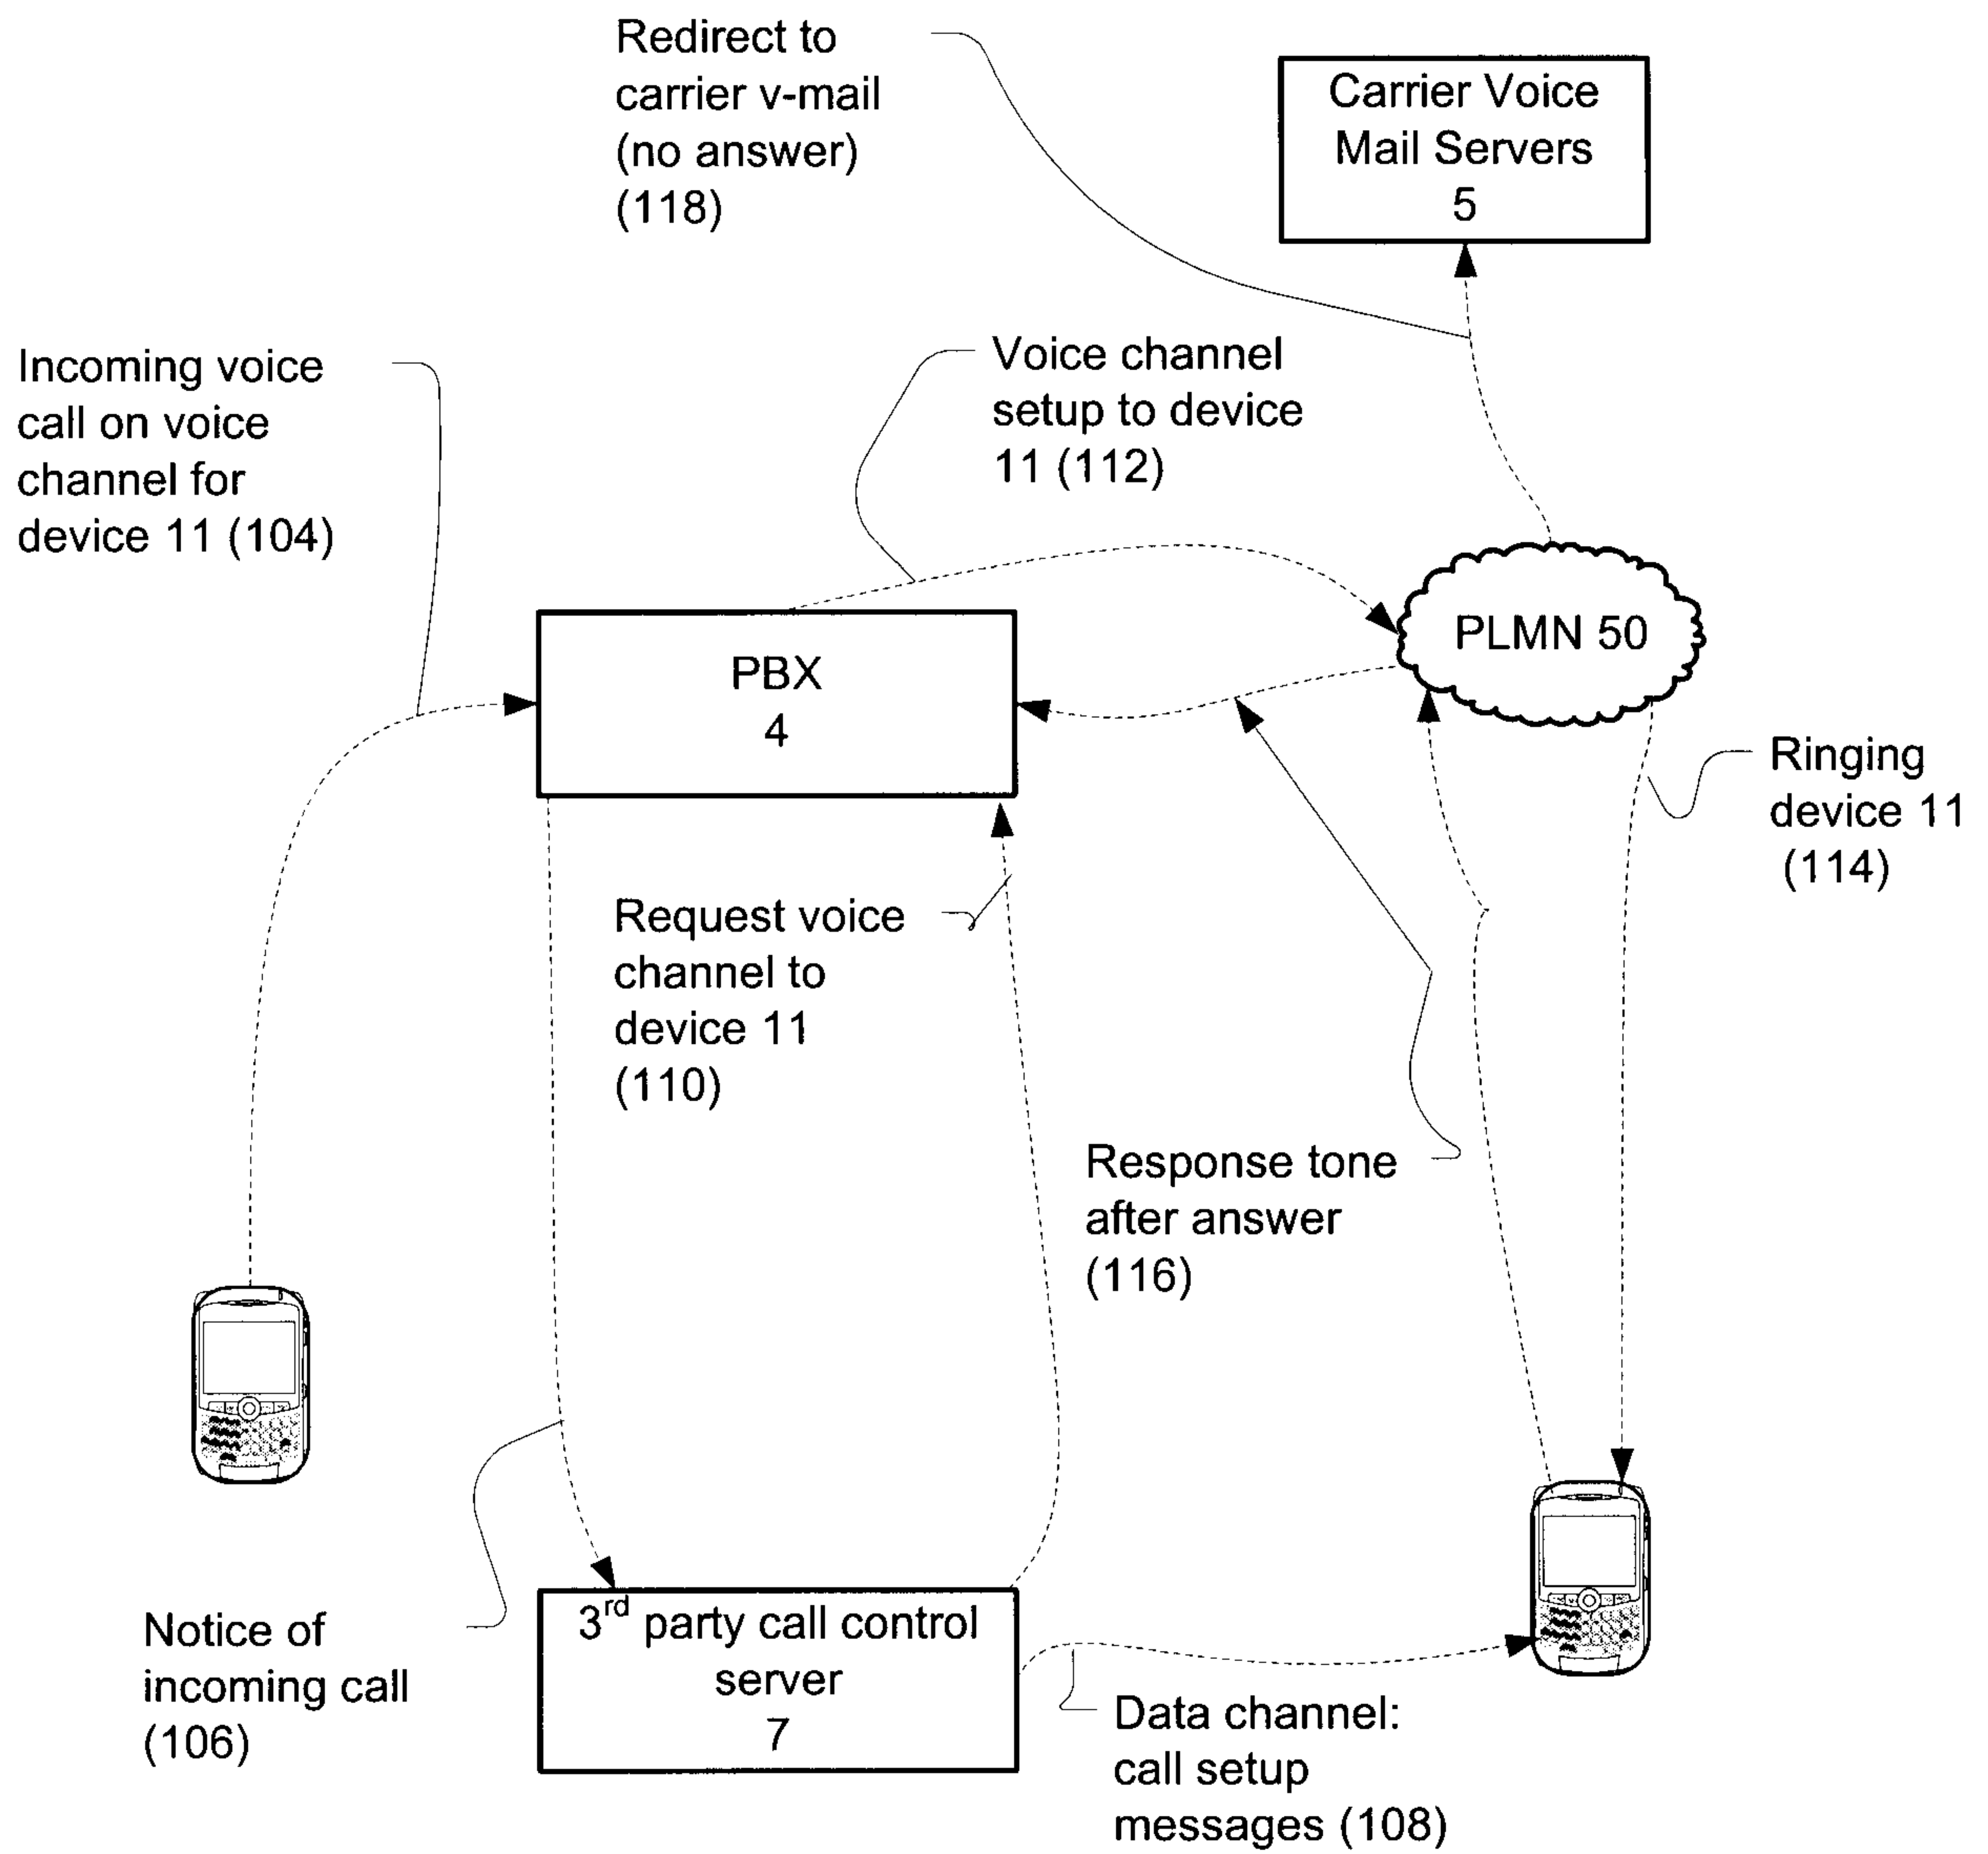 Redirect to
carrier v-mail
(no answer)
(118)
Carrier Voice
Mail Servers
5
Incoming voice
call on voice
channel for
device 11 (104)
Voice channel
setup to device
11 (112)
PLMN 50
PBX
4
Ringing
device 11
(114)
Request voice
channel to
device 11
(110)
Response tone
after answer
(116)
Notice of
incoming call
(106)
3rd party call control
server
7
Data channel:
call setup
messages (108)